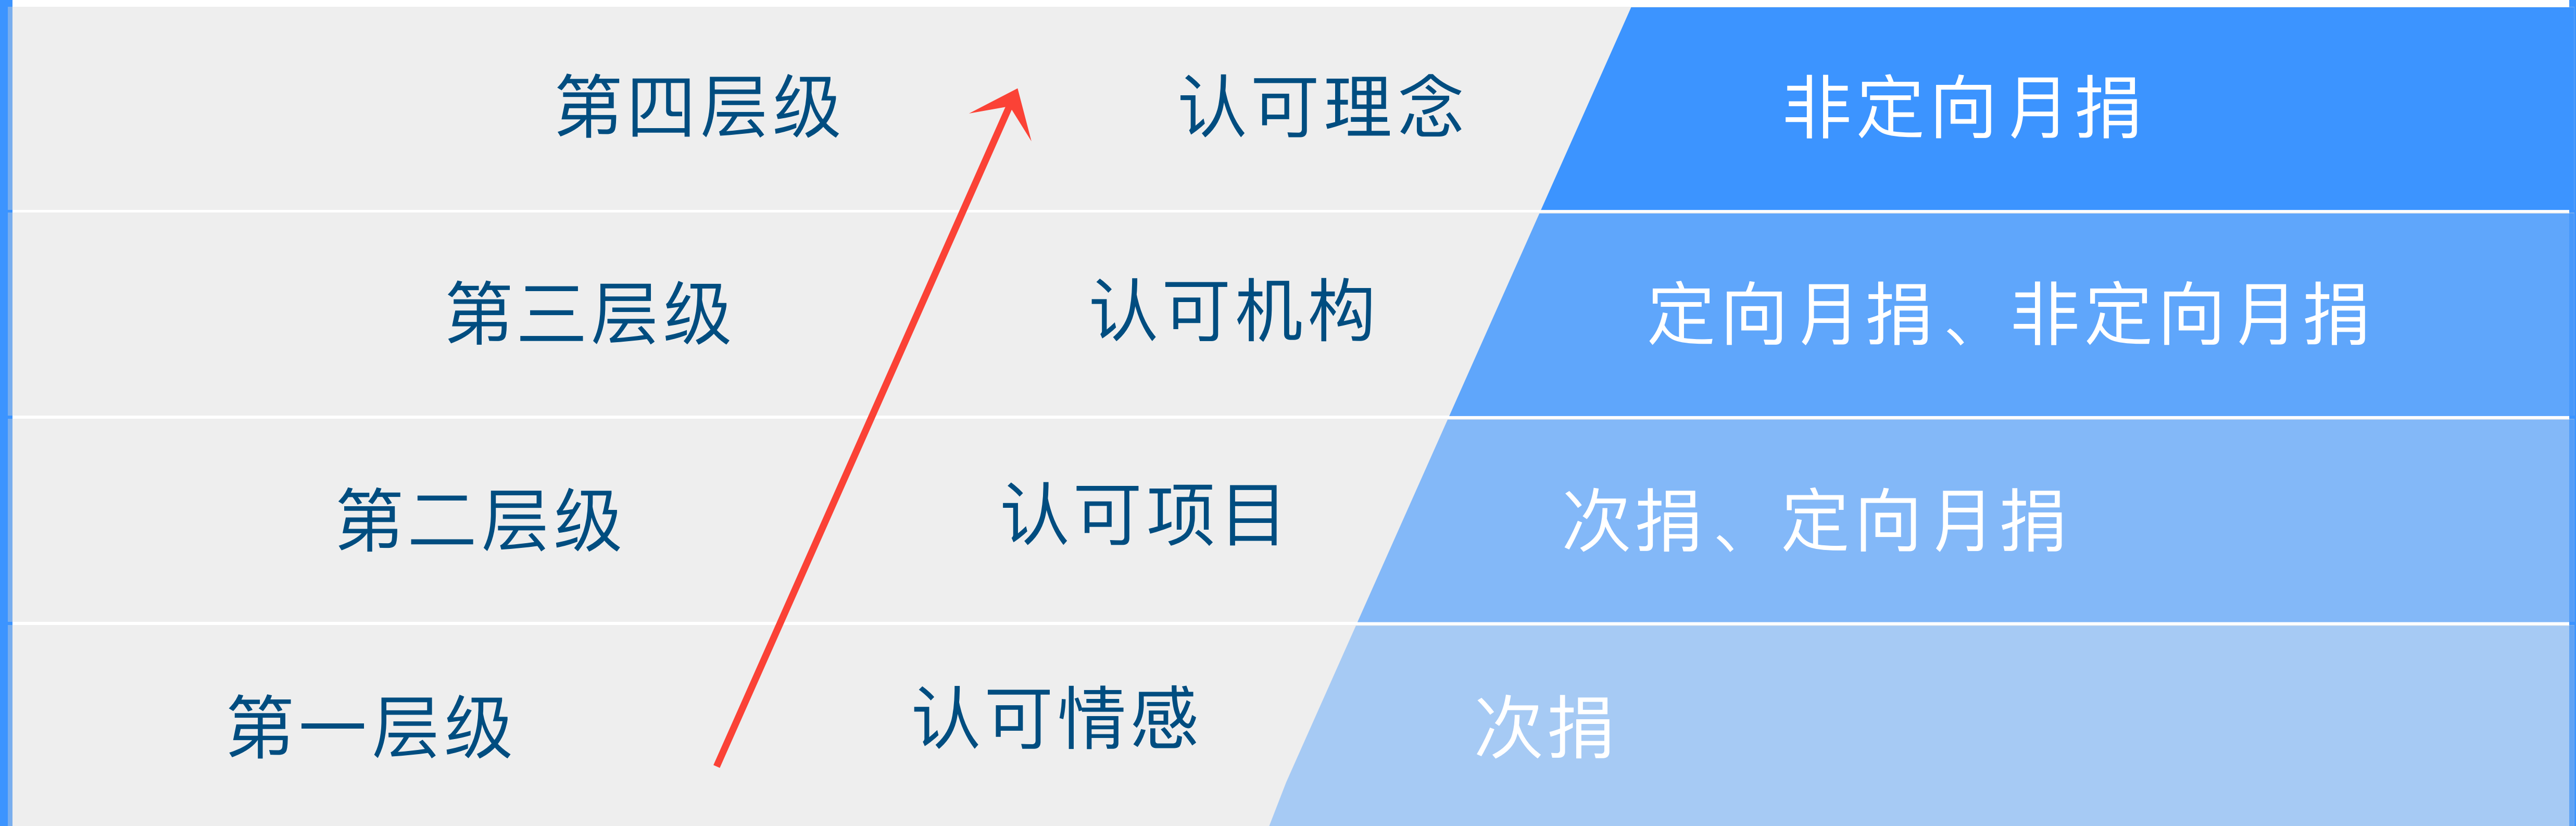 第四层级 认可理念 非定向月捐
第三层级 认可机构 定向月捐、非定向月捐
第二层级 认可项目 次捐、定向月捐
第一层级 认可情感 次捐